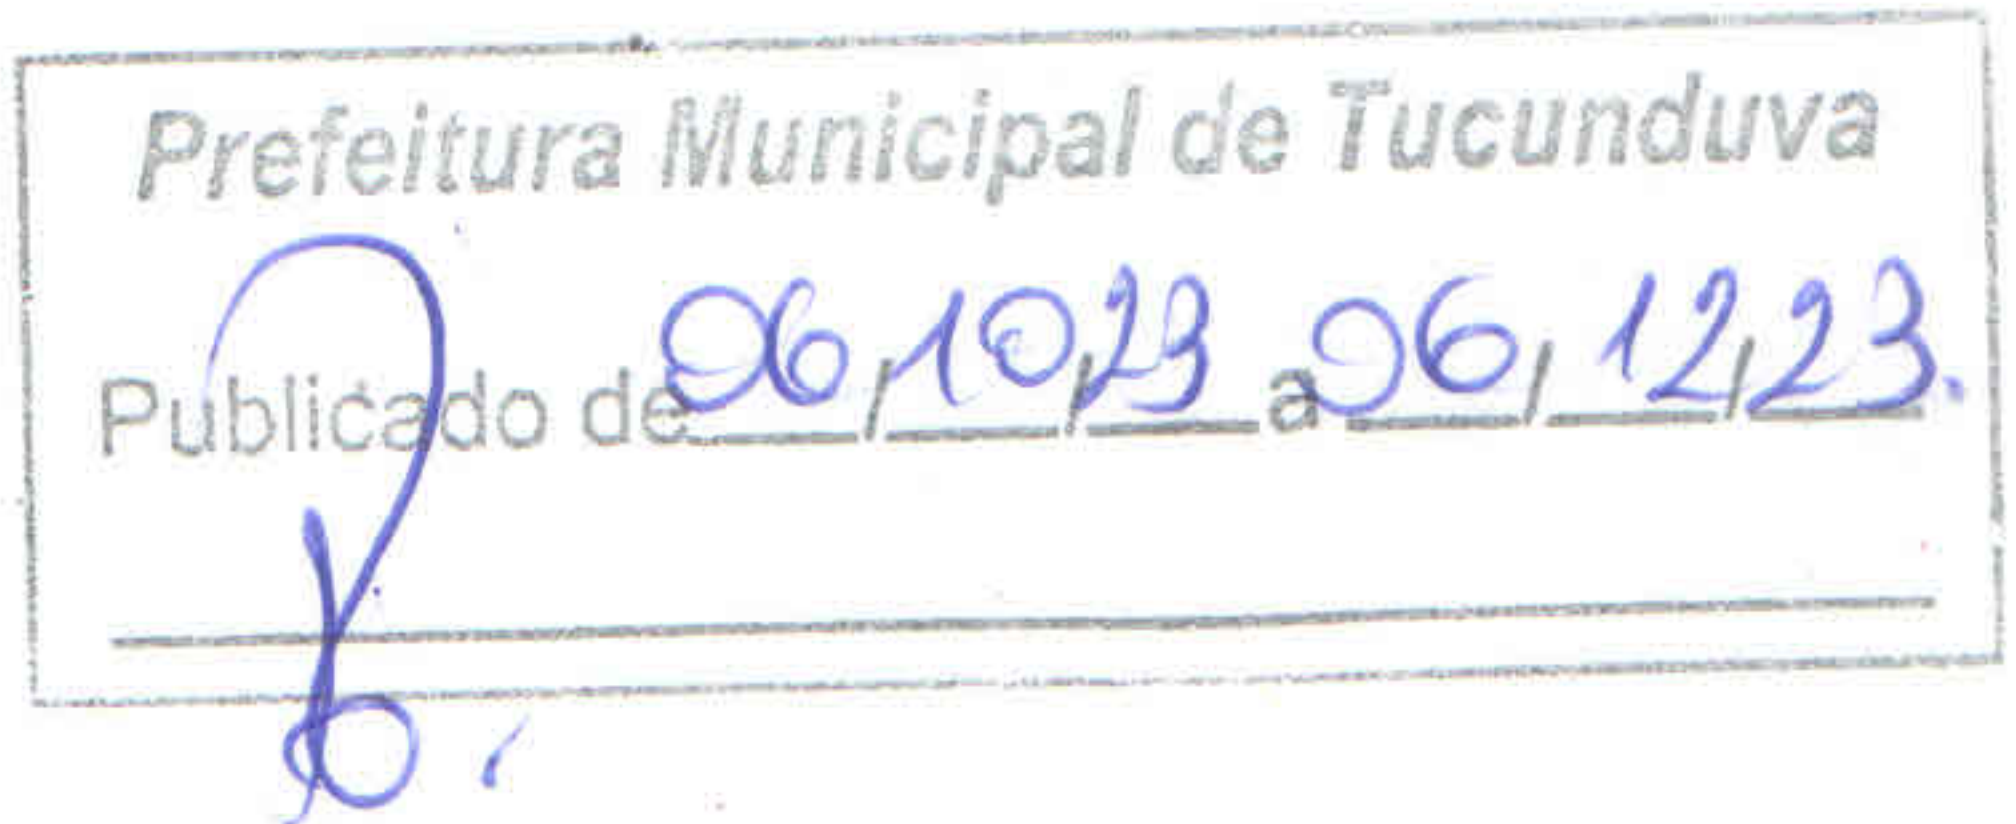 Prefeitura Municipal de Tucunduva
Publicado de 06/10/23 a 06/12/23.